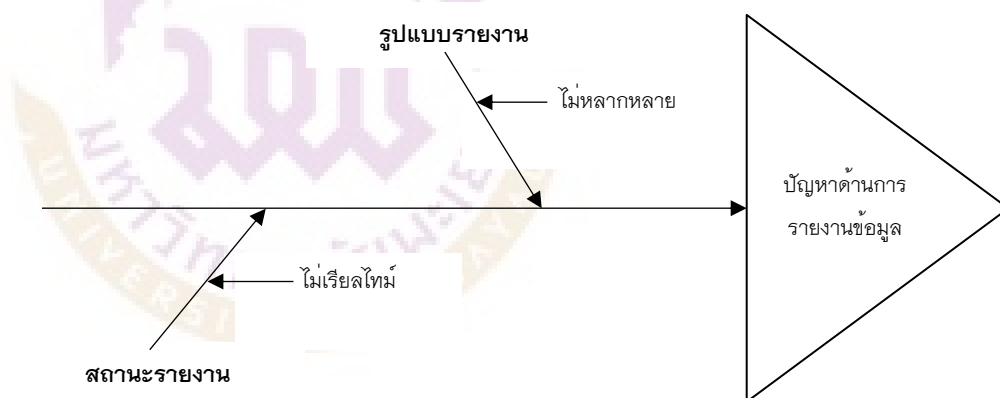 รูปแบบรายงาน
ไม่หลากหลาย
ปัญหาด้านการ
รายงานข้อมูล
ไม่เรียลไทม์
สถานะรายงาน